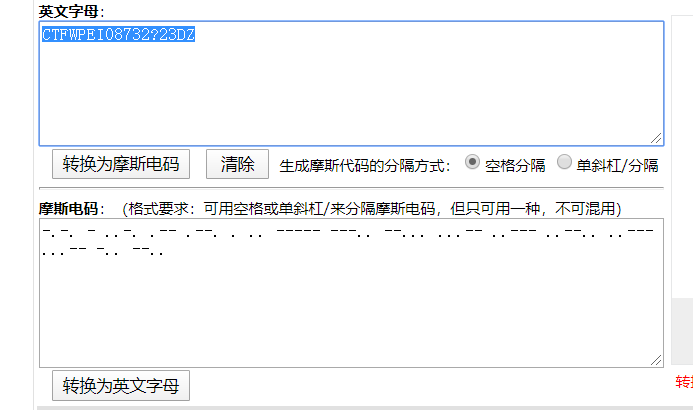 英文字母：
CTFWPEI08732?23DZ
转换为摩斯电码 清除 生成摩斯代码的分隔方式： 空格分隔 单斜杠/分隔
摩斯电码：（格式要求：可用空格或单斜杠/来分隔摩斯电码，但只可用一种，不可混用）
-.-. - ..-. .-- .--. . .. ----- ---.. --... ...-- ..--- ..--.. ..---
...-- -.. --..
转换为英文字母
转